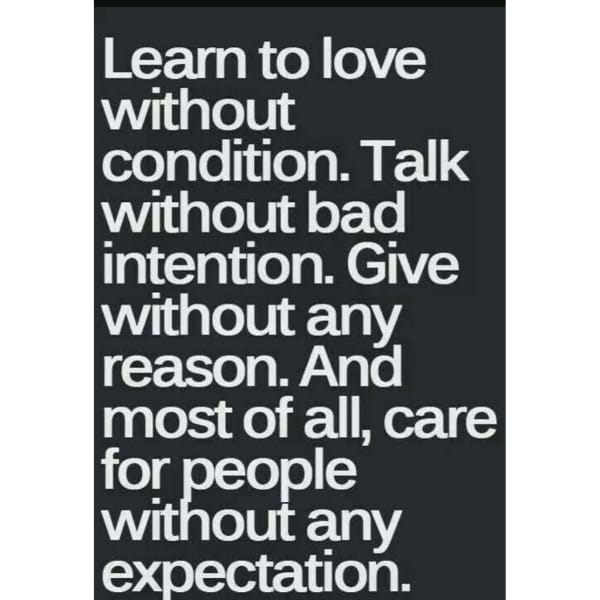 Learn to love
without
condition. Talk
without bad
intention. Give
without any
reason. And
most of all, care
for people
without any
expectation.